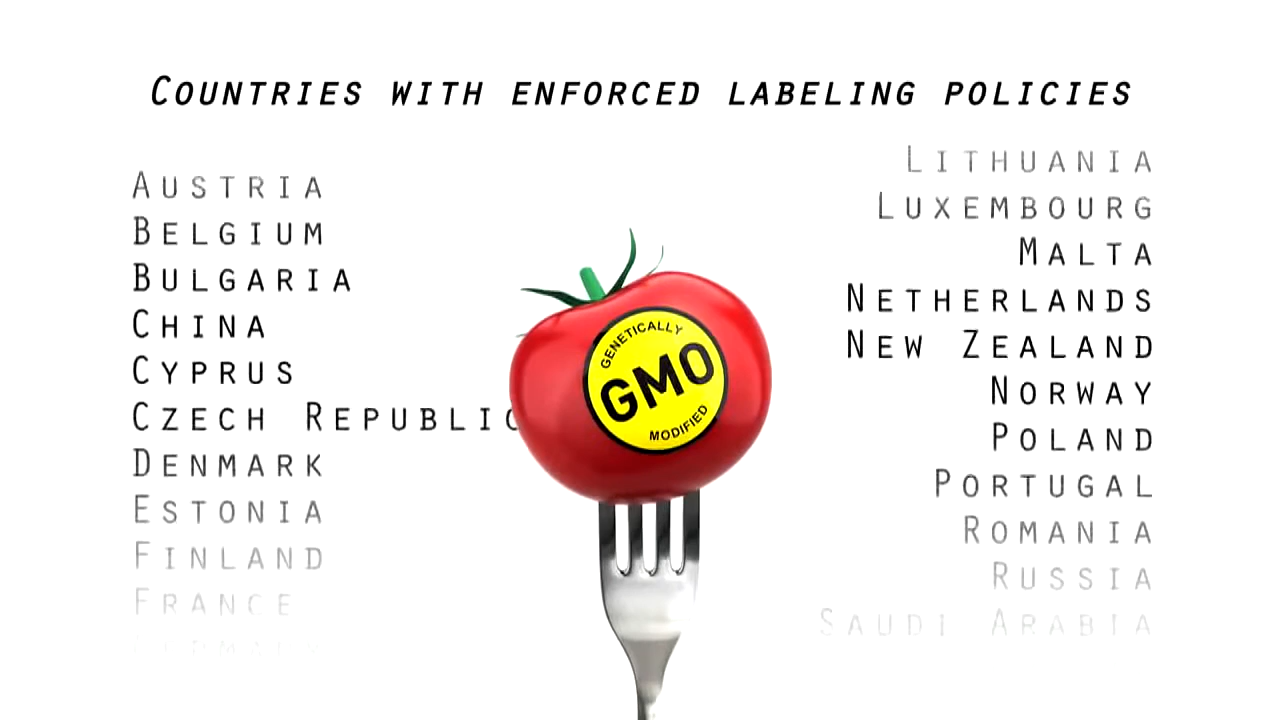 COUNTRIES WITH ENFORCED LABELING POLICIES
AUSTRIA
BELGIUM
BULGARIA
CHINA
CYPRUS
CZECH REPUBLIC
DENMARK
ESTONIA
FINLAND
FRANCE
GENETICALLY
GMO
MODIFIED
LITHUANIA
LUXEMBOURG
MALTA
NETHERLANDS
NEW ZEALAND
NORWAY
POLAND
PORTUGAL
ROMANIA
RUSSIA
SAUDI ARABIA